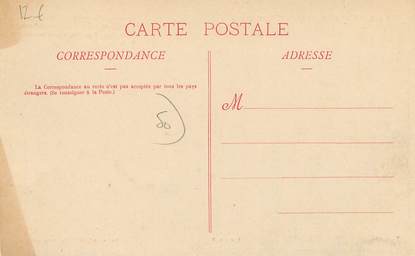 12 €
CARTE POSTALE
CORRESPONDANCE
ADRESSE
La Correspondance au recto n'est pas acceptée par tous les pays
étrangers. (Se renseigner à la Poste.)
M
50